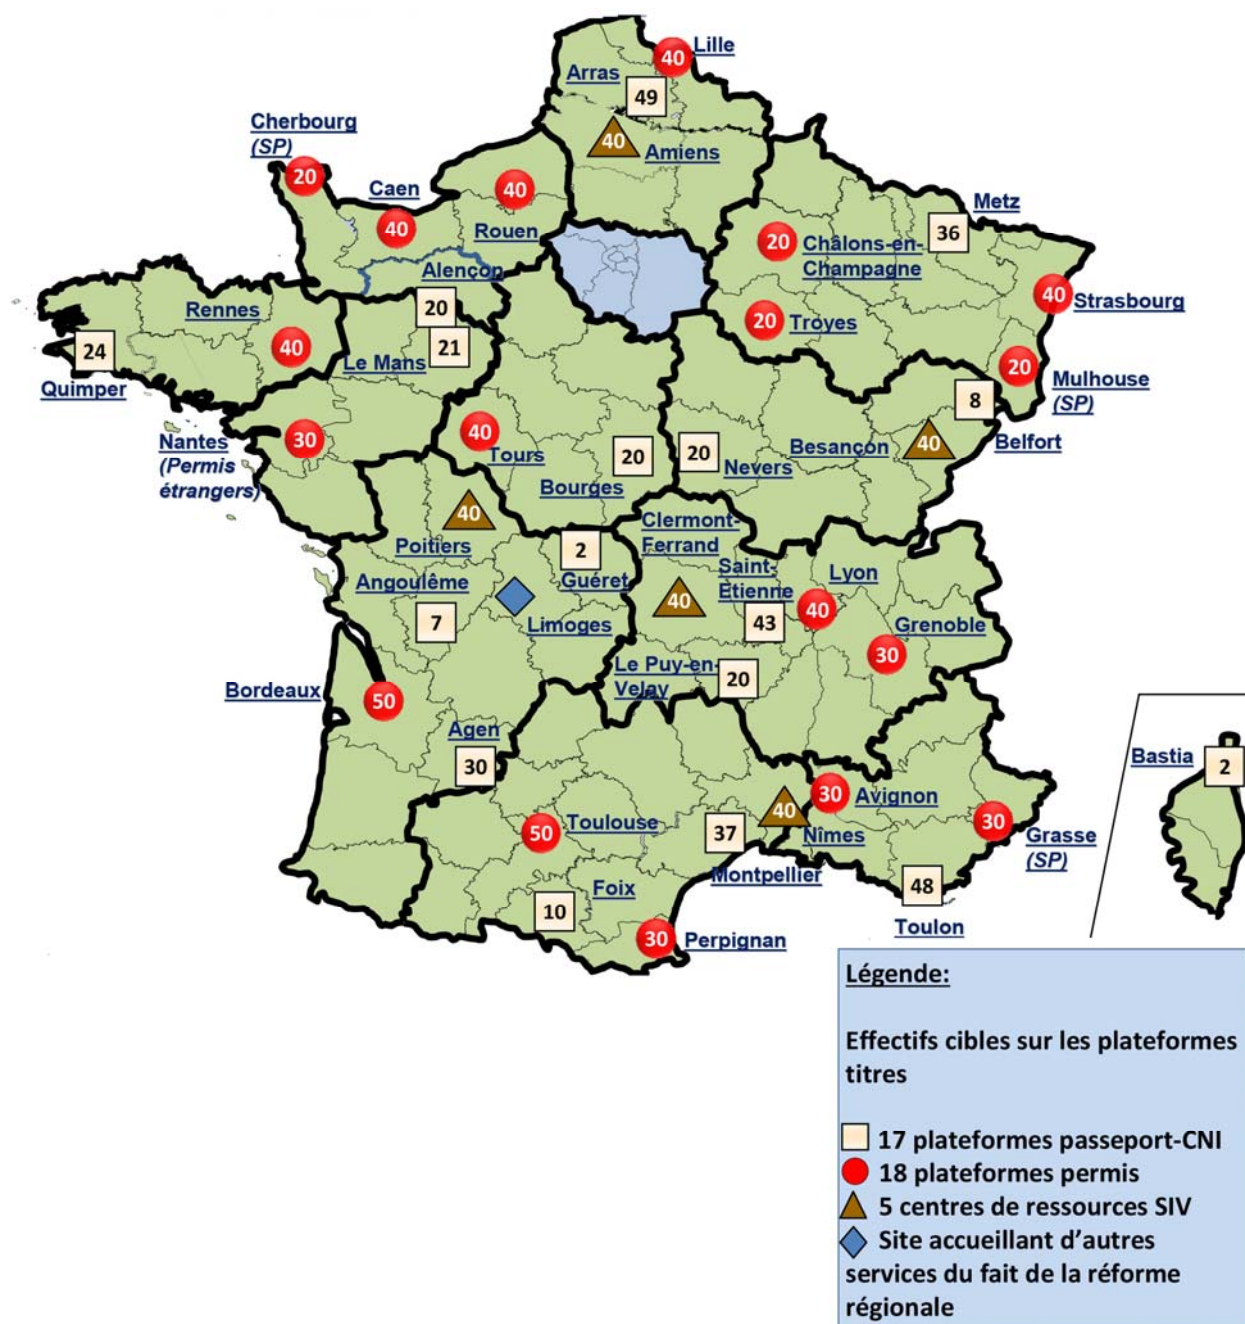 Lille
40
Arras
49
40
Amiens
Cherbourg
(SP)
20
Caen
40
40
Rouen
Metz
36
20
Châlons-en-
Champagne
Alençon
20
40
Strasbourg
Rennes
40
20
Troyes
24
Quimper
Le Mans
21
20
Mulhouse
(SP)
8
Belfort
Nantes
(Permis
étrangers)
30
40
Tours
20
Bourges
20
Nevers
Besançon
40
40
Poitiers
2
Guéret
Clermont-
Ferrand
40
Saint-
Etienne
43
Lyon
40
Angoulême
7
Limoges
Grenoble
30
Le Puy-en-
Velay
20
Bordeaux
50
Agen
30
Bastia
2
50
Toulouse
37
Montpellier
40
Nîmes
30
Avignon
30
Grasse
(SP)
48
Toulon
Foix
10
30
Perpignan
Légende:
Effectifs cibles sur les plateformes
titres
17 plateformes passeport-CNI
18 plateformes permis
5 centres de ressources SIV
Site accueillant d'autres
services du fait de la réforme
régionale